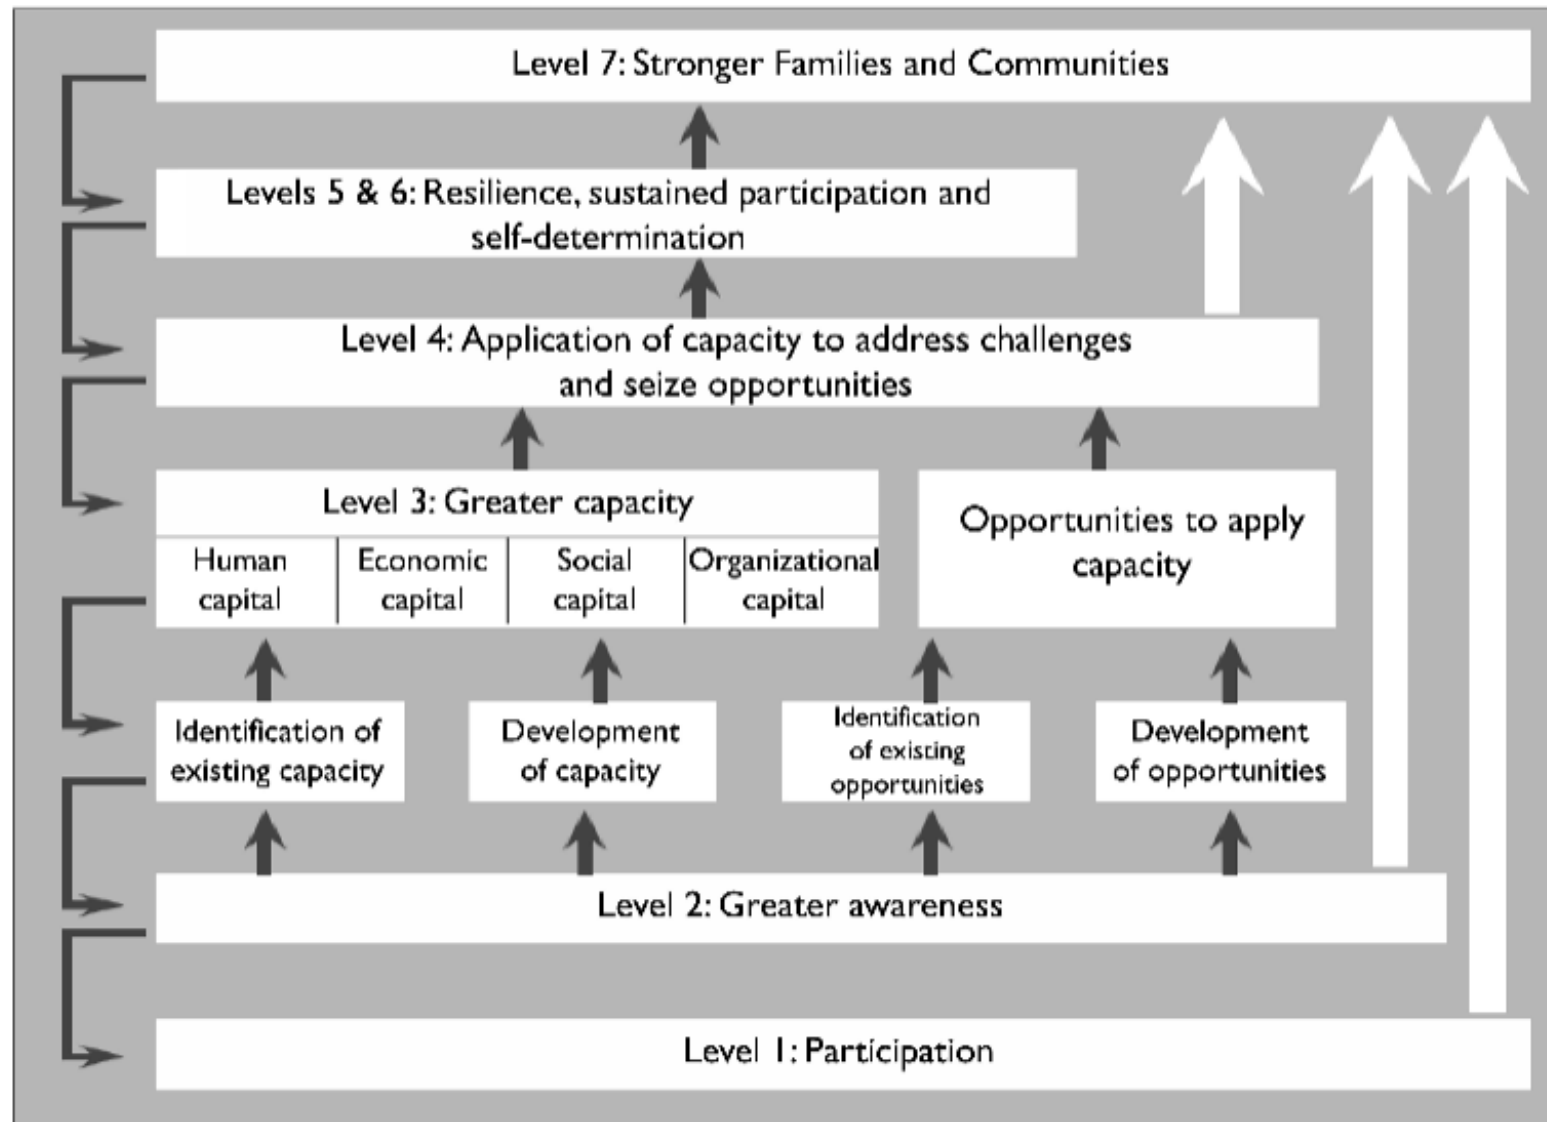 Level 7: Stronger Families and Communities
Levels 5 & 6: Resilience, sustained participation and
self-determination
Level 4: Application of capacity to address challenges
and seize opportunities
Level 3: Greater capacity
Human
capital
Economic
capital
Social
capital
Organizational
capital
Opportunities to apply
capacity
Identification of
existing capacity
Development
of capacity
Identification
of existing
opportunities
Development
of opportunities
Level 2: Greater awareness
Level 1: Participation